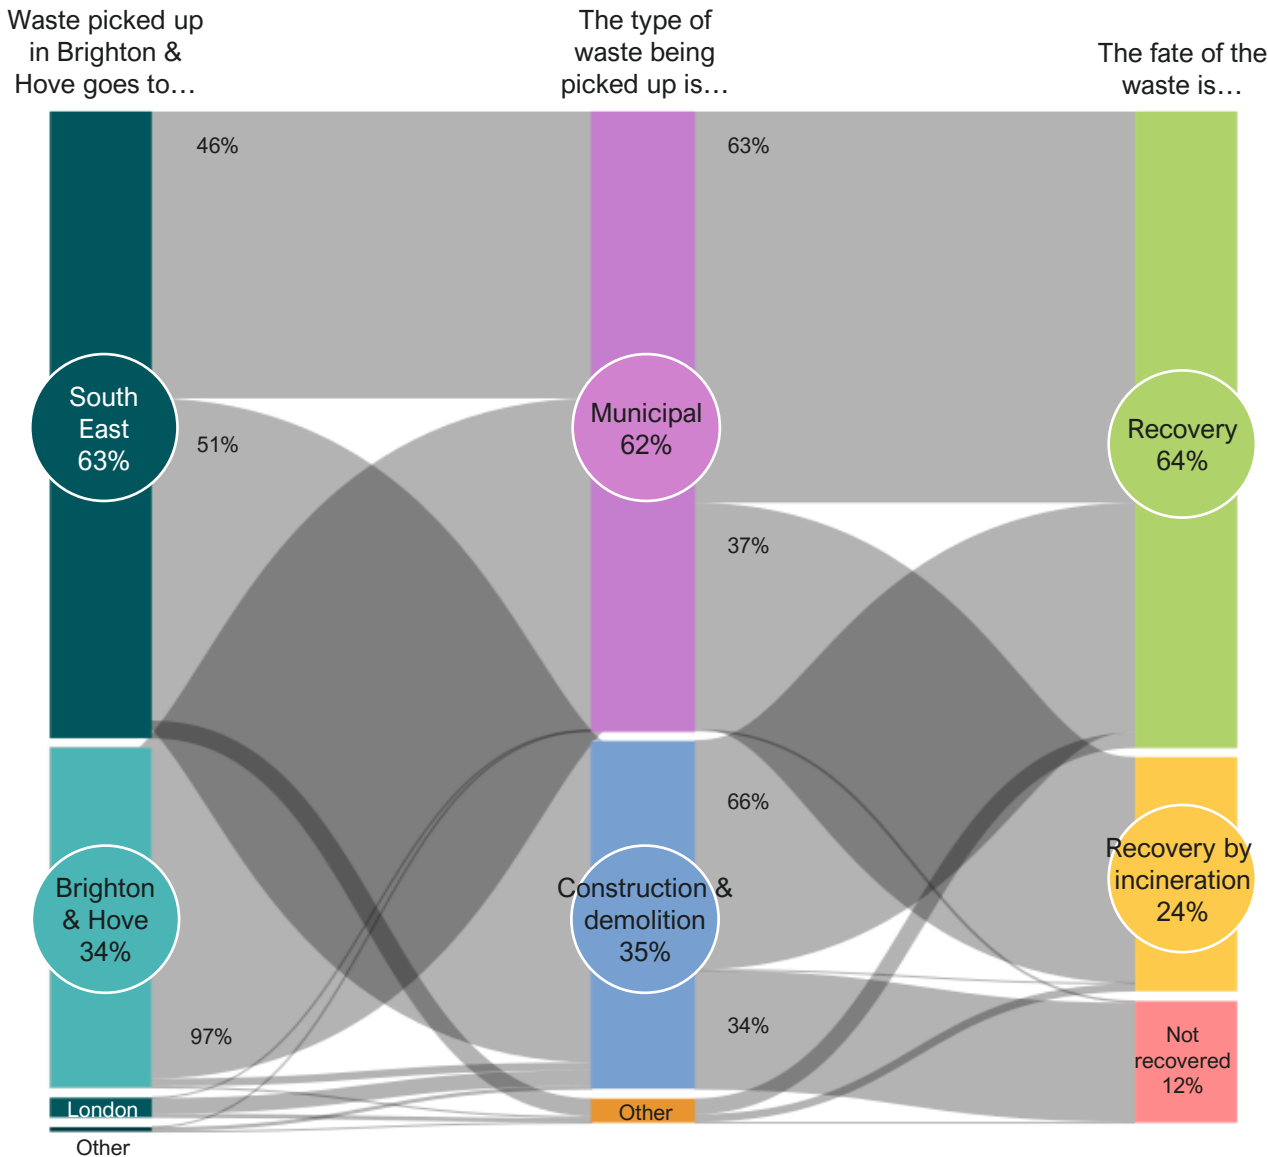 Waste picked up
in Brighton &
Hove goes to…
The type of
waste being
picked up is…
The fate of the
waste is…
46%
63%
South
East
63%
51%
Municipal
62%
Recovery
64%
37%
66%
Brighton
& Hove
34%
Construction &
demolition
35%
Recovery by
incineration
24%
97%
34%
Not
recovered
12%
London
Other
Other